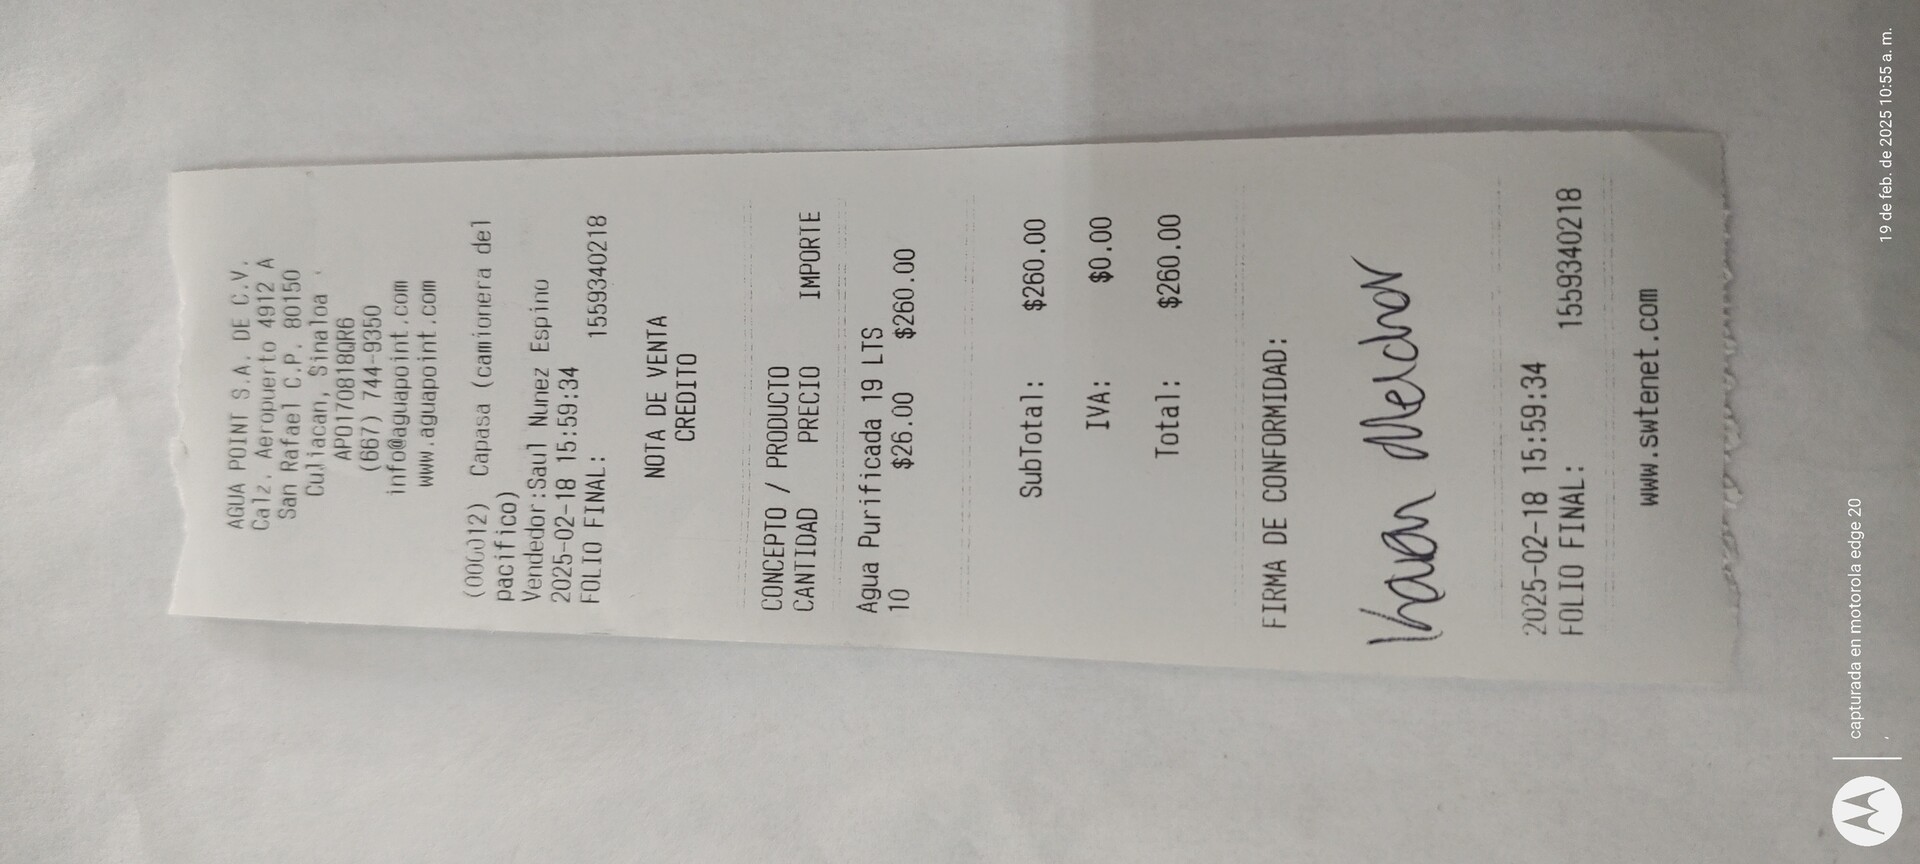 AGUA POINT S.A. DE C.V.
Calz. Aeropuerto 4912 A
San Rafael C.P. 80150
Culiacan, Sinaloa
APO170818QR6
(667) 744-9350
info@aguapoint.com
www.aguapoint.com
(000012) Capasa (camionera del
pacifico)
Vendedor:Saul Nunez Espino
2025-02-18 15:59:34
FOLIO FINAL: 1559340218
NOTA DE VENTA
CREDITO
CONCEPTO / PRODUCTO
CANTIDAD PRECIO IMPORTE
Agua Purificada 19 LTS
10 $26.00 $260.00
SubTotal: $260.00
IVA: $0.00
Total: $260.00
FIRMA DE CONFORMIDAD:
Melchor
2025-02-18 15:59:34
FOLIO FINAL: 1559340218
www.swtenet.com
capturada en motorola edge 20
19 de feb. de 2025 10:55 a. m.